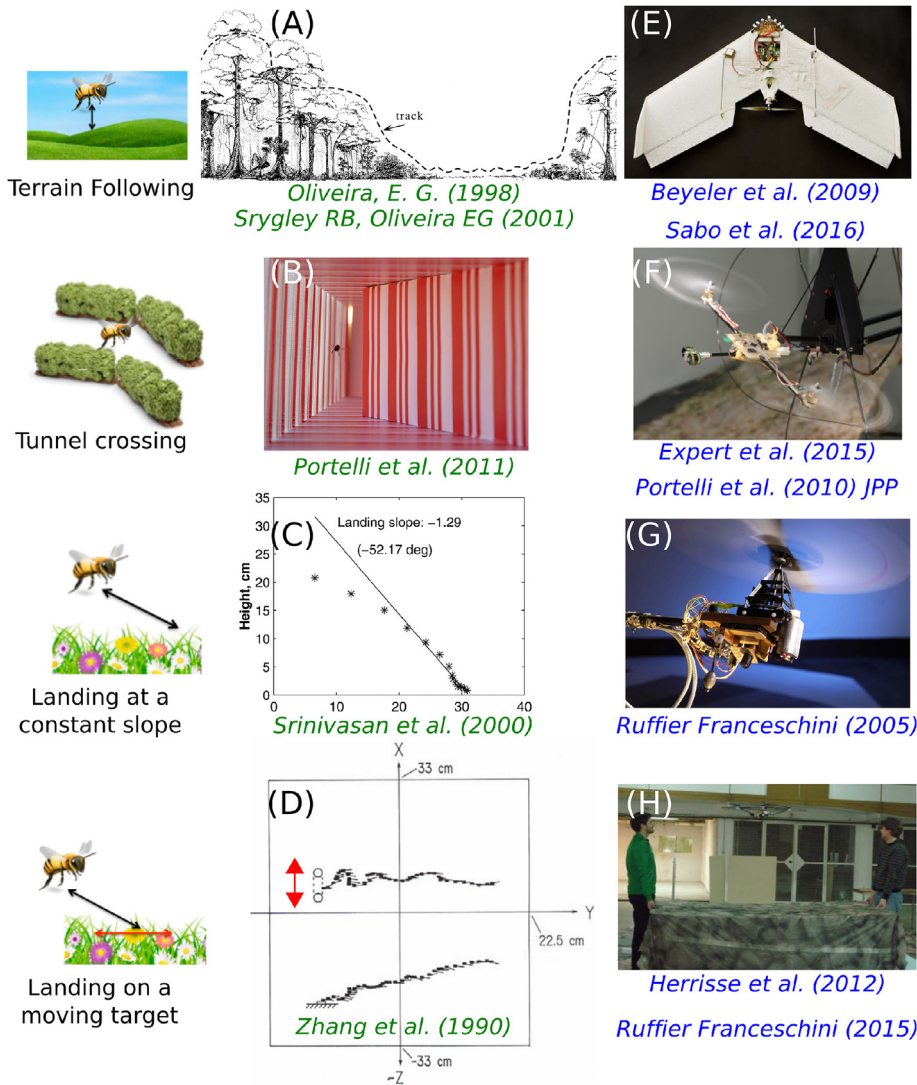 (A)
(E)
track
Terrain Following
Oliveira, E. G. (1998)
Srygley RB, Oliveira EG (2001)
Beyeler et al. (2009)
Sabo et al. (2016)
(B)
(F)
Tunnel crossing
Portelli et al. (2011)
Expert et al. (2015)
Portelli et al. (2010) JPP
(C)
35
30
25
20
15
10
5
0
Height, cm
Landing slope: −1.29
(−52.17 deg)
0
10
20
30
40
(G)
Landing at a
constant slope
Srinivasan et al. (2000)
Ruffier Franceschini (2005)
(D)
X
33 cm
Y
22.5 cm
-33 cm
-Z
(H)
Landing on a
moving target
Zhang et al. (1990)
Herrisse et al. (2012)
Ruffier Franceschini (2015)